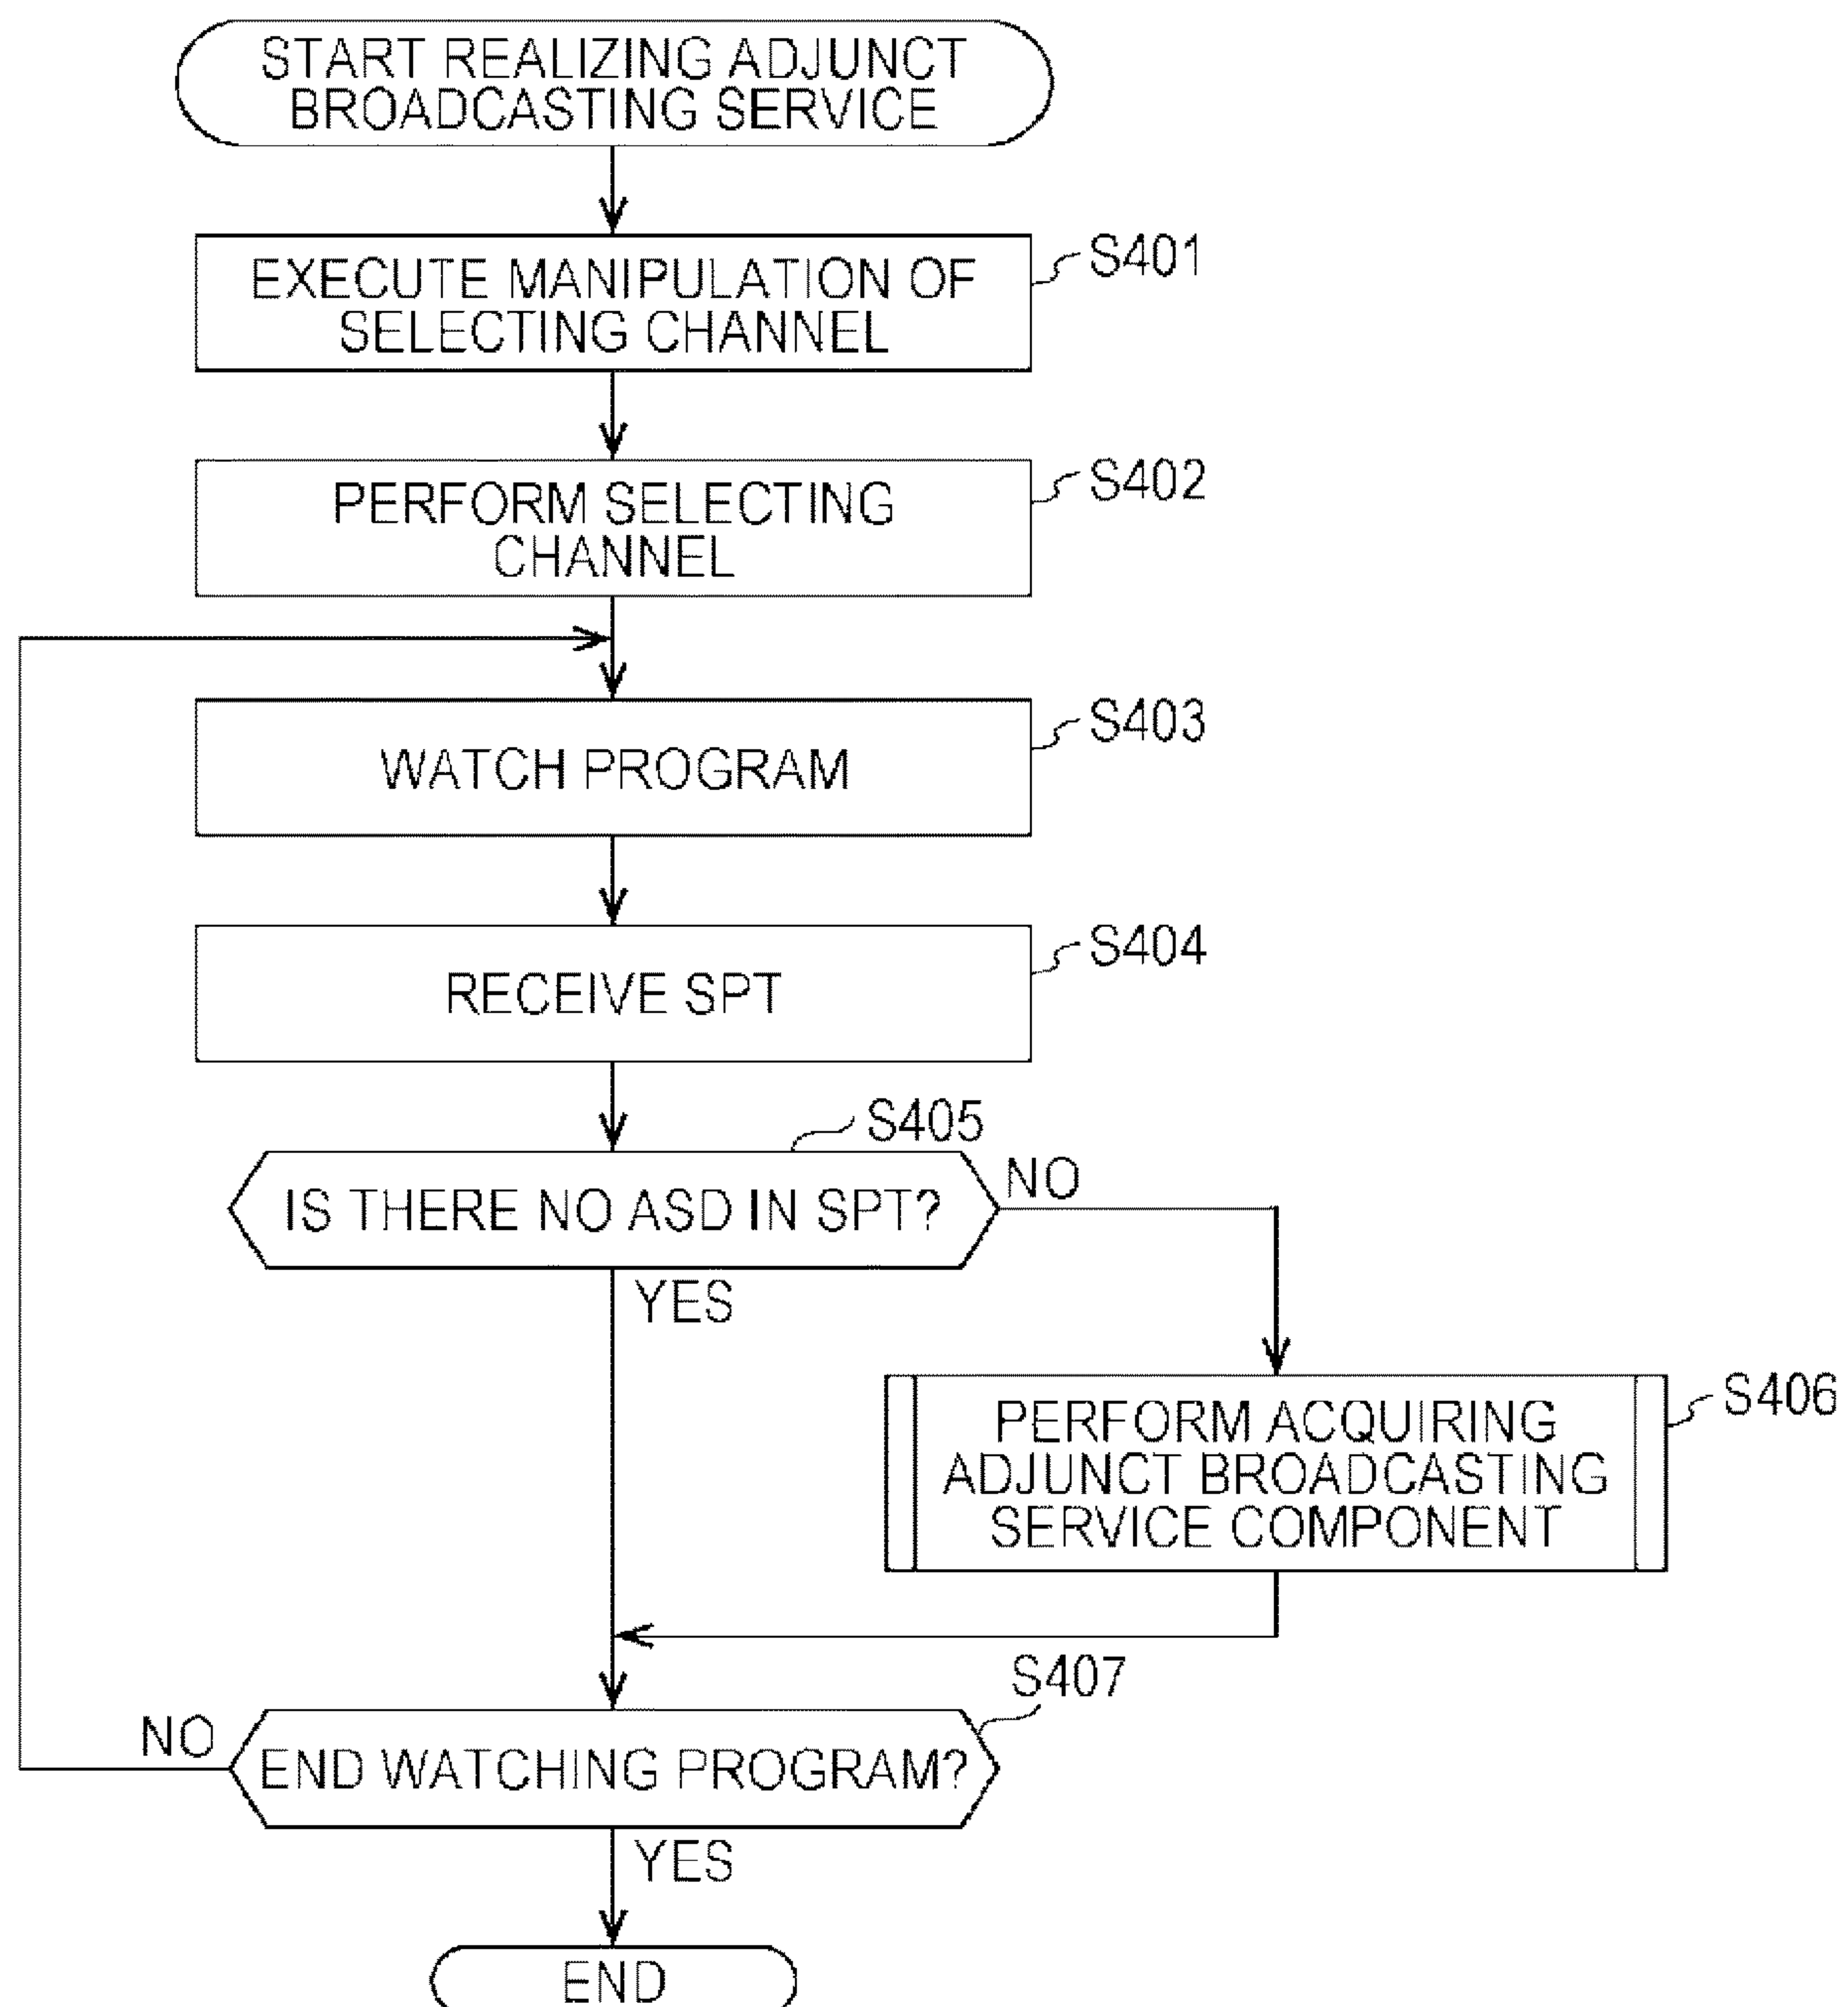 START REALIZING ADJUNCT
BROADCASTING SERVICE
EXECUTE MANIPULATION OF
SELECTING CHANNEL
S401
PERFORM SELECTING
CHANNEL
S402
WATCH PROGRAM
S403
RECEIVE SPT
S404
S405
IS THERE NO ASD IN SPT?
NO
YES
PERFORM ACQUIRING
ADJUNCT BROADCASTING
SERVICE COMPONENT
S406
S407
NO
END WATCHING PROGRAM?
YES
END